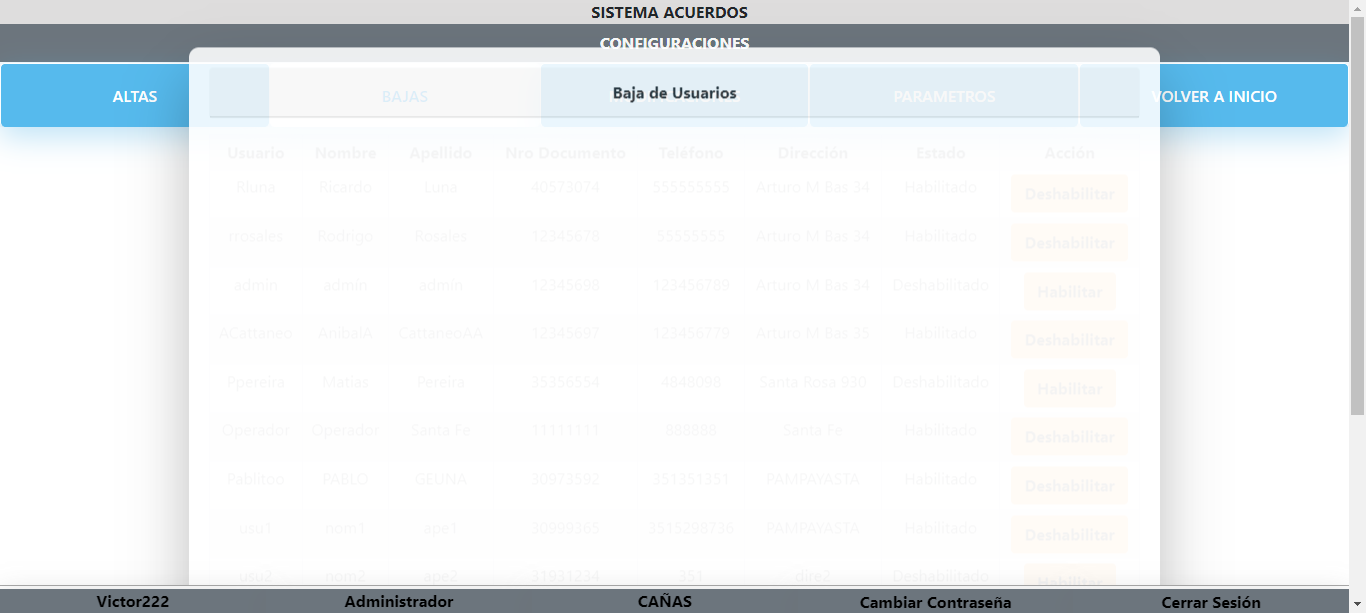 SISTEMA ACUERDOS
CONFIGURACIONES
ALTAS BAJAS PARAMETROS VOLVER A INICIO
Baja de Usuarios
Usuario Nombre Apellido Nro Documento Teléfono Dirección Estado Acción
Rluna Ricardo Luna 40573074 555555555 Arturo M Bas 34 Habilitado Deshabilitar
rrosales Rodrigo Rosales 12345678 55555555 Arturo M Bas 34 Habilitado Deshabilitar
admin admin admin 12345698 123456789 Arturo M Bas 34 Deshabilitado Habilitar
ACattaneo AnibalA CattaneoAA 12345697 123456779 Arturo M Bas 35 Habilitado Deshabilitar
Ppereira Matias Pereira 35356554 4848098 Santa Rosa 930 Deshabilitado Habilitar
Operador Operador Santa Fe 11111111 888888 Santa Fe Habilitado Deshabilitar
Pablitoo PABLO GEUNA 30973592 351351351 PAMPAYASTA Habilitado Deshabilitar
usu1 nom1 ape1 30999365 3515298736 PAMPAYASTA Habilitado Deshabilitar
usu2 nom2 ape2 31931234 351 dire2 Deshabilitado Habilitar
Victor222 Administrador CAÑAS Cambiar Contraseña Cerrar Sesión